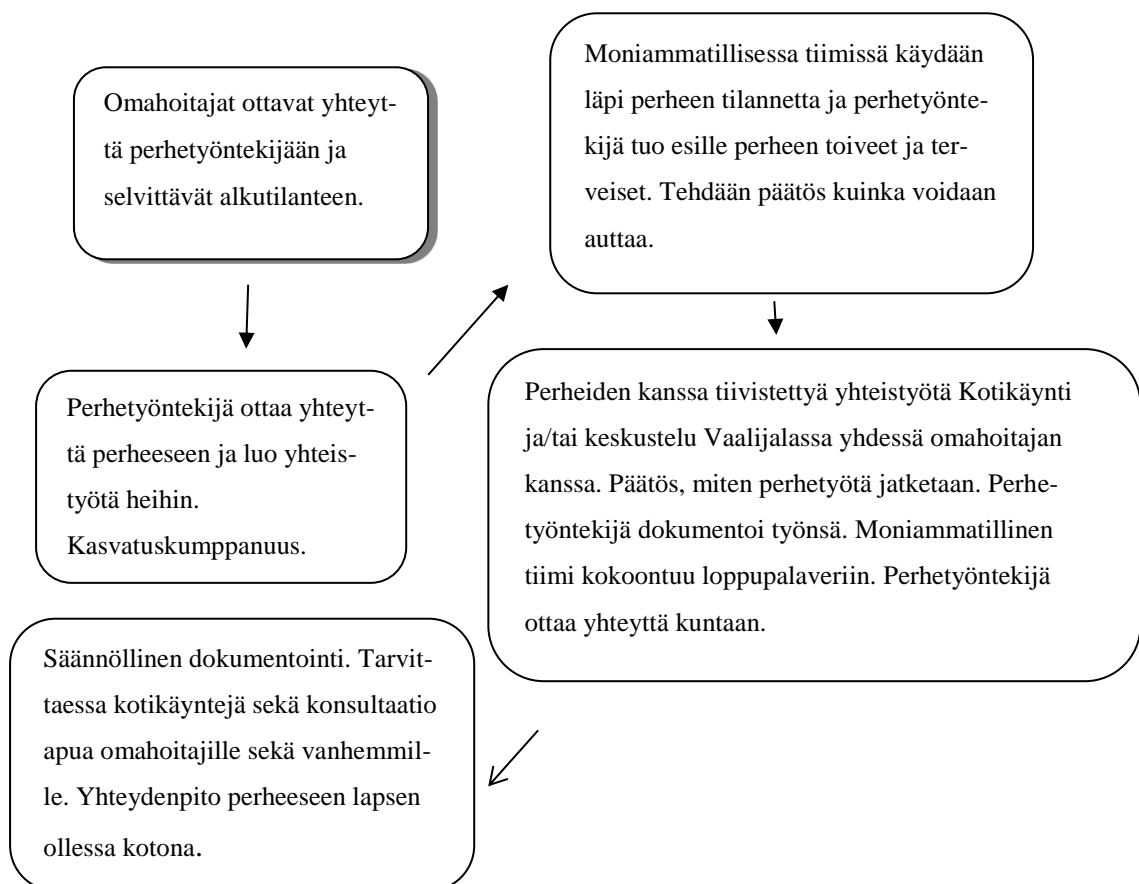 Omahoitajat ottavat yhteyt-
tä perhetyöntekijään ja
selvittävät alkutilanteen.
Perhetyöntekijä ottaa yhteyt-
tä perheeseen ja luo yhteis-
työtä heihin.
Kasvatuskumppanuus.
Moniammatillisessa tiimissä käydään
läpi perheen tilannetta ja perhetyönte-
kijä tuo esille perheen toiveet ja ter-
veiset. Tehdään päätös kuinka voidaan
auttaa.
Perheiden kanssa tiivistettyä yhteistyötä Kotikäynti
ja/tai keskustelu Vaalijalassa yhdessä omahoitajan
kanssa. Päätös, miten perhetyötä jatketaan. Perhe-
työntekijä dokumentoi työnsä. Moniammatillinen
tiimi kokoontuu loppupalaveriin. Perhetyöntekijä
ottaa yhteyttä kuntaan.
Säännöllinen dokumentointi. Tarvit-
taessa kotikäyntejä sekä konsultaatio
apua omahoitajille sekä vanhemmil-
le. Yhteydenpito perheeseen lapsen
ollessa kotona.